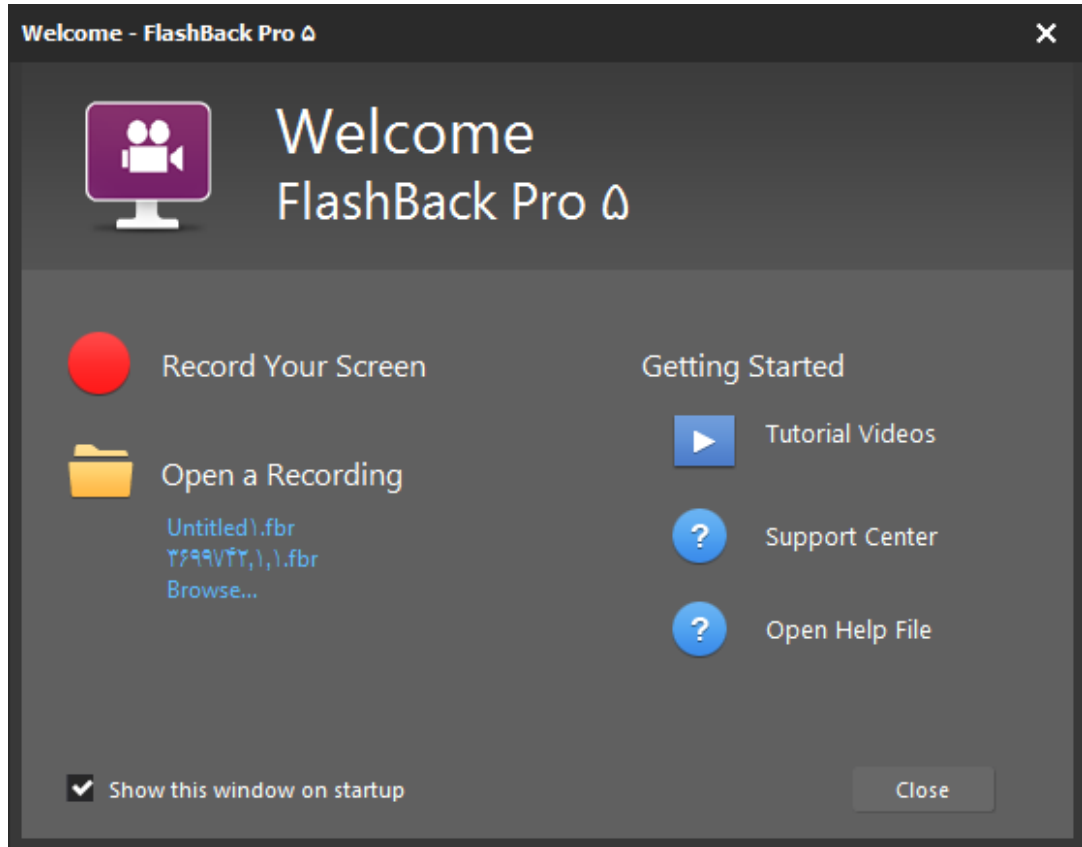 Welcome - FlashBack Pro ۵
Welcome
FlashBack Pro ۵
Record Your Screen
Open a Recording
Untitled۱.fbr
۳۶۹۹۷۴۲,۱,۱.fbr
Browse...
Getting Started
Tutorial Videos
Support Center
Open Help File
Show this window on startup
Close